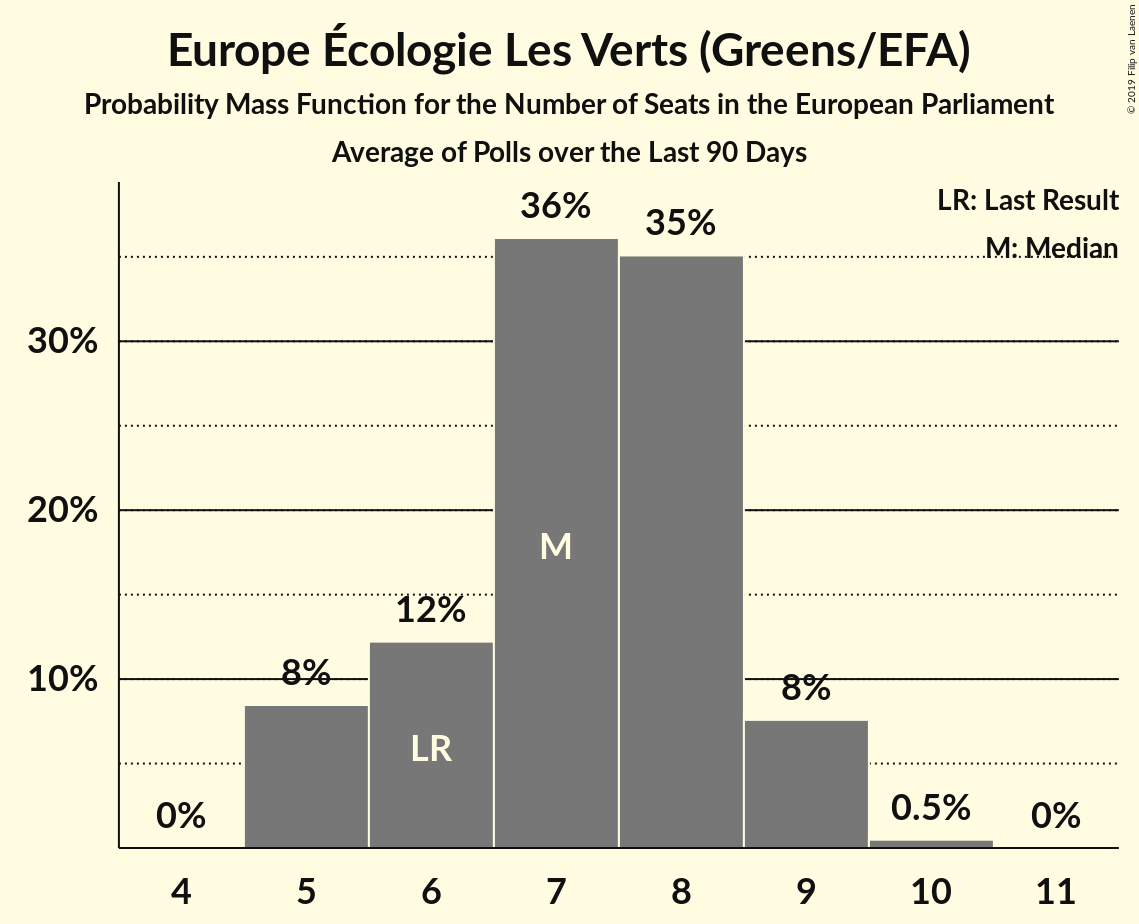 Europe Écologie Les Verts (Greens/EFA)
Probability Mass Function for the Number of Seats in the European Parliament
Average of Polls over the Last 90 Days
© 2019 Filip van Laenen
LR: Last Result
M: Median
36%
35%
30%
20%
M
12%
10%
8%
8%
LR
0%
0.5%
0%
4 5 6 7 8 9 10 11